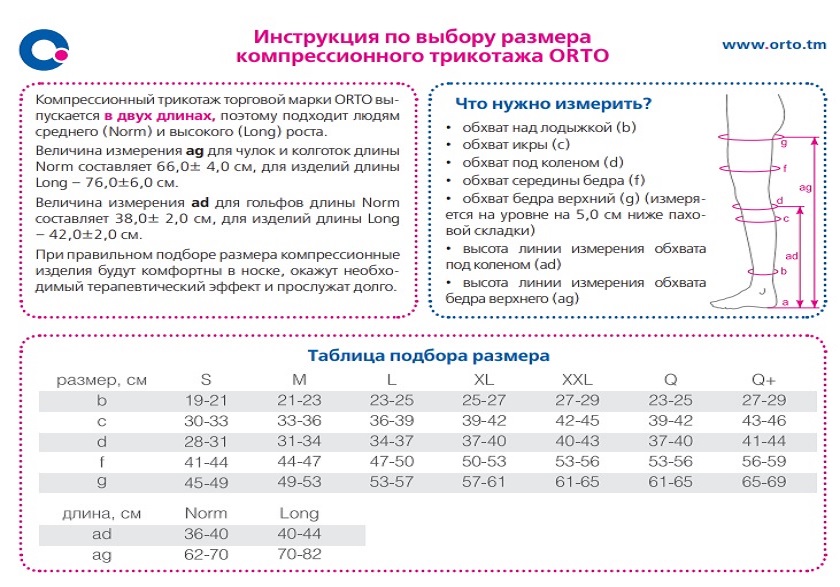 Инструкция по выбору размера
компрессионного трикотажа ORTO
www.orto.tm
Компрессионный трикотаж торговой марки ORTO вы-
пускается в двух длинах, поэтому подходит людям
среднего (Norm) и высокого (Long) роста.
Величина измерения ag для чулок и колготок длины
Norm составляет 66,0± 4,0 см, для изделий длины
Long – 76,0±6,0 см.
Величина измерения ad для гольфов длины Norm
составляет 38,0± 2,0 см, для изделий длины Long
– 42,0±2,0 см.
При правильном подборе размера компрессионные
изделия будут комфортны в носке, окажут необхо-
димый терапевтический эффект и прослужат долго.
Что нужно измерить?
• обхват над лодыжкой (b)
• обхват икры (c)
• обхват под коленом (d)
• обхват середины бедра (f)
• обхват бедра верхний (g) (измеря-
ется на уровне на 5,0 см ниже пахо-
вой складки)
• высота линии измерения обхвата
под коленом (ad)
• высота линии измерения обхвата
бедра верхнего (ag)
g
f
ag
d
c
ad
b
a
Таблица подбора размера
размер, см S M L XL XXL Q Q+
b 19-21 21-23 23-25 25-27 27-29 23-25 27-29
c 30-33 33-36 36-39 39-42 42-45 39-42 43-46
d 28-31 31-34 34-37 37-40 40-43 37-40 41-44
f 41-44 44-47 47-50 50-53 53-56 53-56 56-59
g 45-49 49-53 53-57 57-61 61-65 61-65 65-69
длина, см Norm Long
ad 36-40 40-44
ag 62-70 70-82